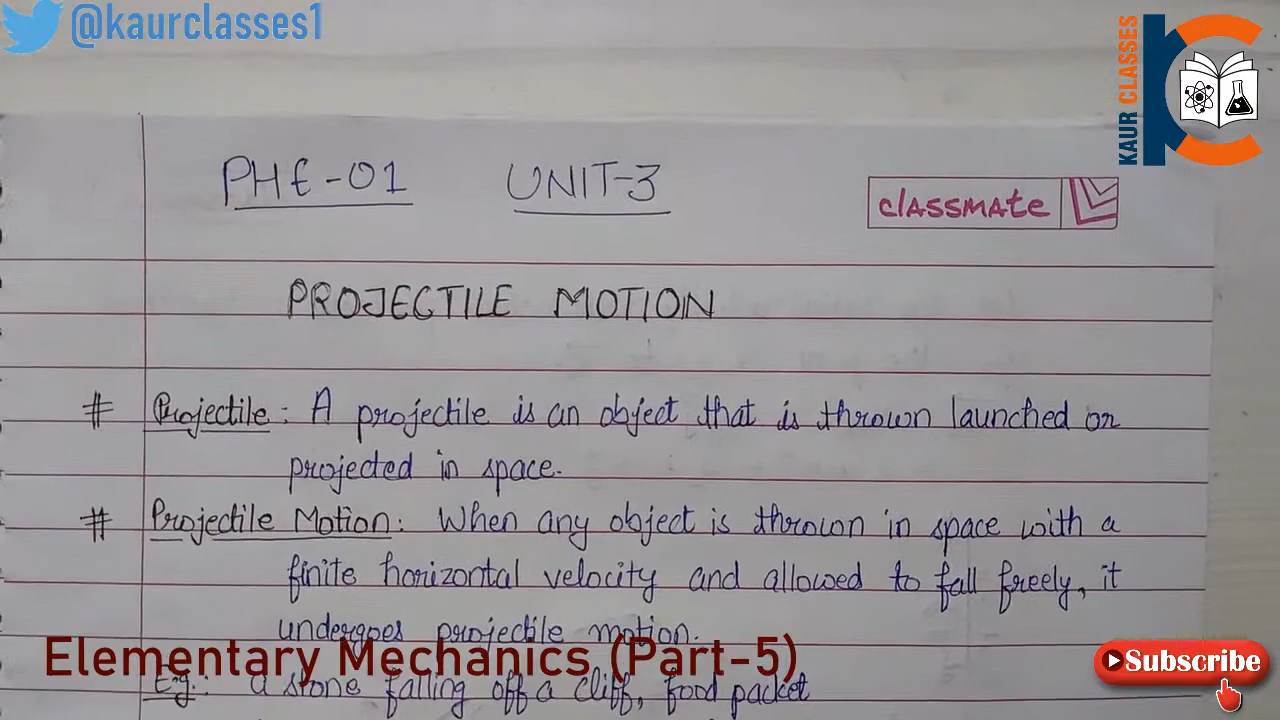 @kaurclasses1
KAUR CLASSES
PHE-01 UNIT-3
classmate
PROJECTILE MOTION
# Projectile: A projectile is an object that is thrown launched or
projected in space.
# Projectile Motion: When any object is thrown in space with a
finite horizontal velocity and allowed to fall freely, it
undergoes projectile motion.
Elementary Mechanics (Part-5)
Subscribe
Eg.: a stone falling off a cliff, food packet